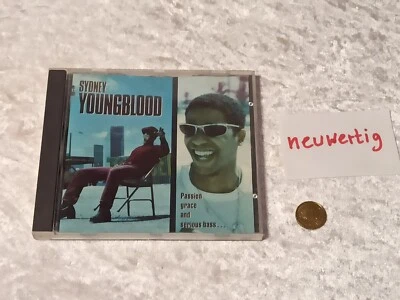 SYDNEY
YOUNGBLOOD
Passion
grace
and
serious bass...
neuwertig